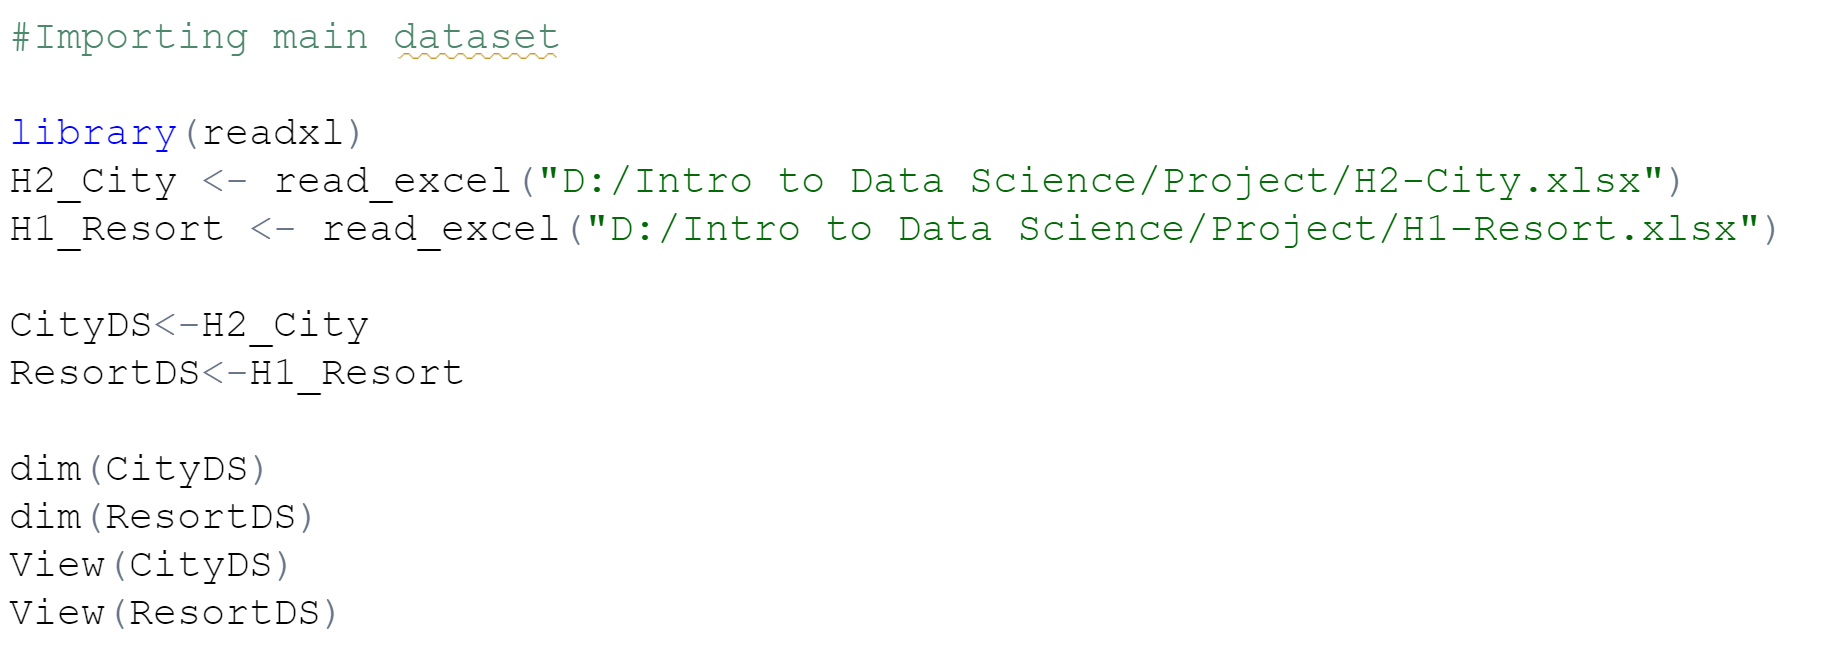 #Importing main dataset
library(readxl)
H2_City <- read_excel("D:/Intro to Data Science/Project/H2-City.xlsx")
H1_Resort <- read_excel("D:/Intro to Data Science/Project/H1-Resort.xlsx")
CityDS<-H2_City
ResortDS<-H1_Resort
dim(CityDS)
dim(ResortDS)
View(CityDS)
View(ResortDS)